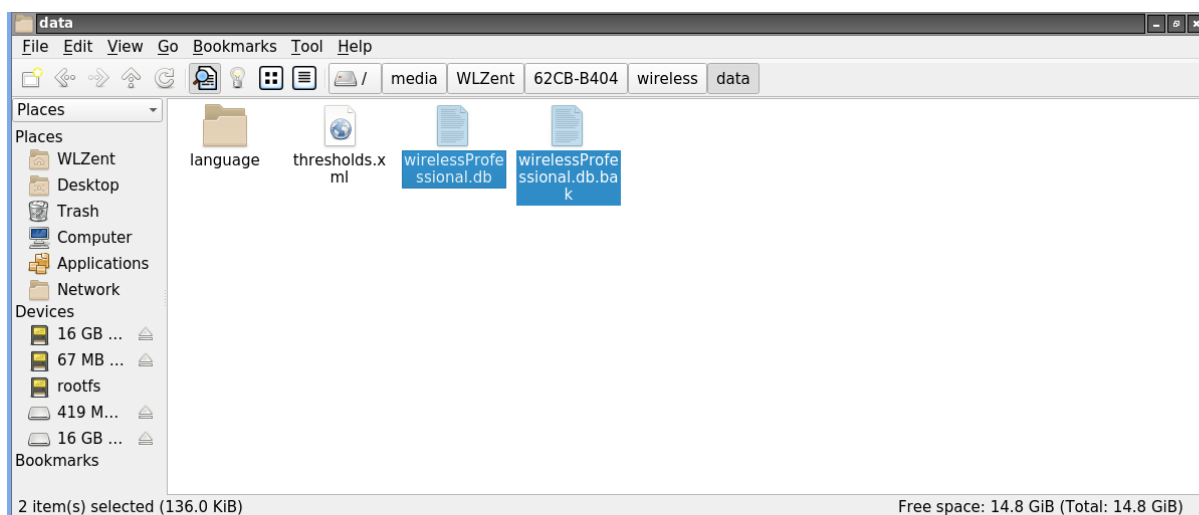 data
File Edit View Go Bookmarks Tool Help
/ media WLZent 62CB-B404 wireless data
Places
Places
WLZent
Desktop
Trash
Computer
Applications
Network
Devices
16 GB ...
67 MB ...
rootfs
419 M...
16 GB ...
Bookmarks
language
thresholds.x
ml
wirelessProfe
ssional.db
wirelessProfe
ssional.db.ba
k
2 item(s) selected (136.0 KiB)
Free space: 14.8 GiB (Total: 14.8 GiB)